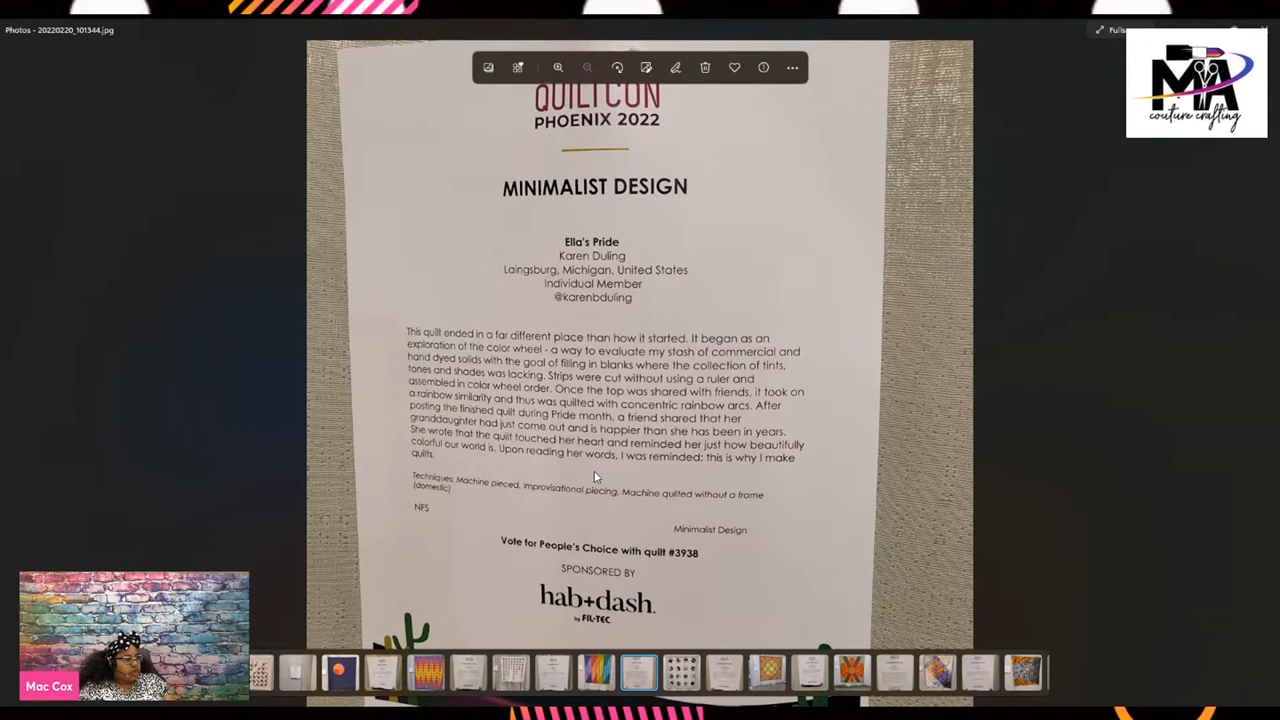 Photos - 20220220_101344.jpg
MA
couture crafting
QUILTCON
PHOENIX 2022
MINIMALIST DESIGN
Ella's Pride
Karen Duling
Laingsburg, Michigan, United States
Individual Member
@karenbduling
This quilt ended in a far different place than how it started. It began as an
exploration of the color wheel - a way to evaluate my stash of commercial and
hand dyed solids with the goal of filling in blanks where the collection of tints,
tones and shades was lacking. Strips were cut without using a ruler and
assembled in color wheel order. Once the top was shared with friends, it took on
a rainbow similarity and thus was quilted with concentric rainbow arcs. After
posting the finished quilt during Pride month, a friend shared that her
granddaughter had just come out and is happier than she has been in years.
She wrote that the quilt touched her heart and reminded her just how beautifully
colorful our world is. Upon reading her words, I was reminded: this is why I make
quilts.
Techniques: Machine pieced, Improvisational piecing, Machine quilted without a frame
(domestic)
NFS
Minimalist Design
Vote for People's Choice with quilt #3938
SPONSORED BY
hab+dash.
by FIL-TEC
Mac Cox